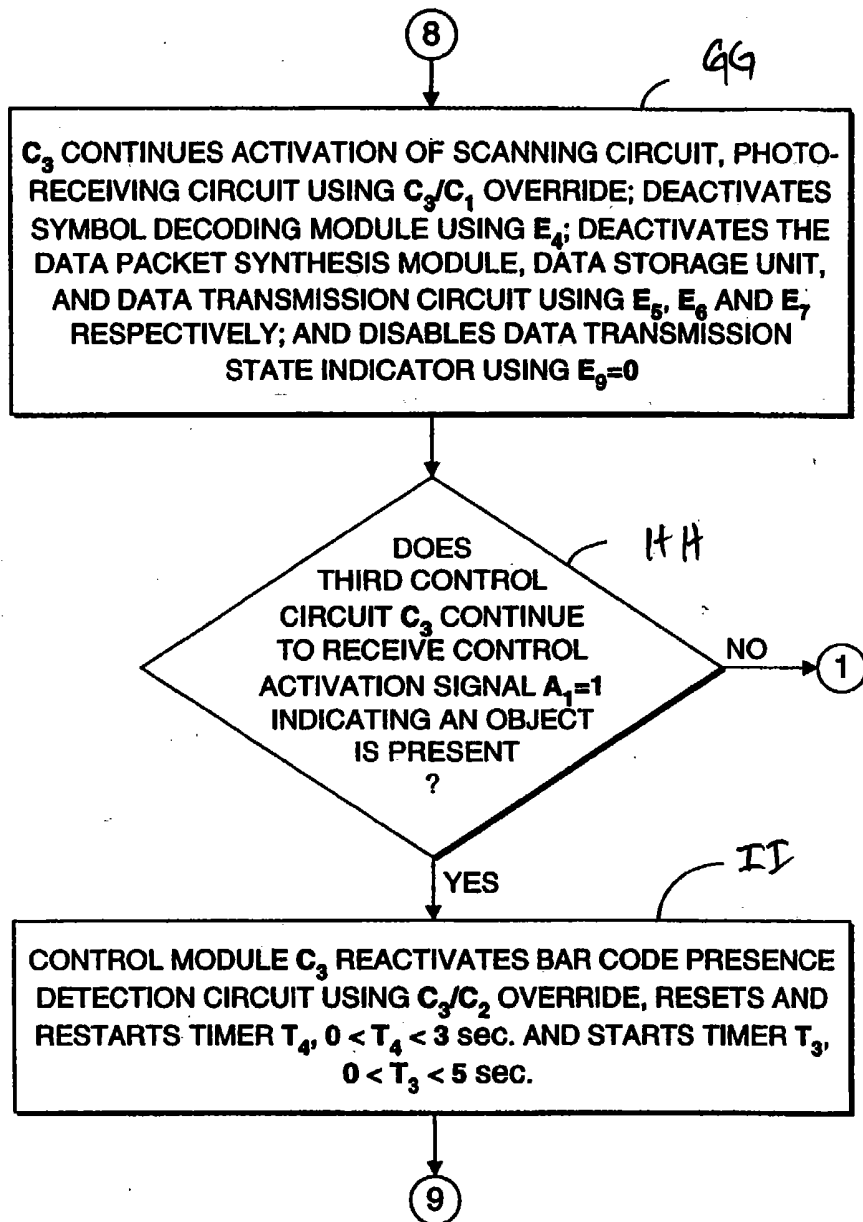 8
GG
C₃ CONTINUES ACTIVATION OF SCANNING CIRCUIT, PHOTO-
RECEIVING CIRCUIT USING C₃/C₁ OVERRIDE; DEACTIVATES
SYMBOL DECODING MODULE USING E₄; DEACTIVATES THE
DATA PACKET SYNTHESIS MODULE, DATA STORAGE UNIT,
AND DATA TRANSMISSION CIRCUIT USING E₅, E₆ AND E₇
RESPECTIVELY; AND DISABLES DATA TRANSMISSION
STATE INDICATOR USING E₉=0
HH
DOES
THIRD CONTROL
CIRCUIT C₃ CONTINUE
TO RECEIVE CONTROL
ACTIVATION SIGNAL A₁=1
INDICATING AN OBJECT
IS PRESENT
?
NO
1
YES
II
CONTROL MODULE C₃ REACTIVATES BAR CODE PRESENCE
DETECTION CIRCUIT USING C₃/C₂ OVERRIDE, RESETS AND
RESTARTS TIMER T₄, 0 < T₄ < 3 sec. AND STARTS TIMER T₃,
0 < T₃ < 5 sec.
9